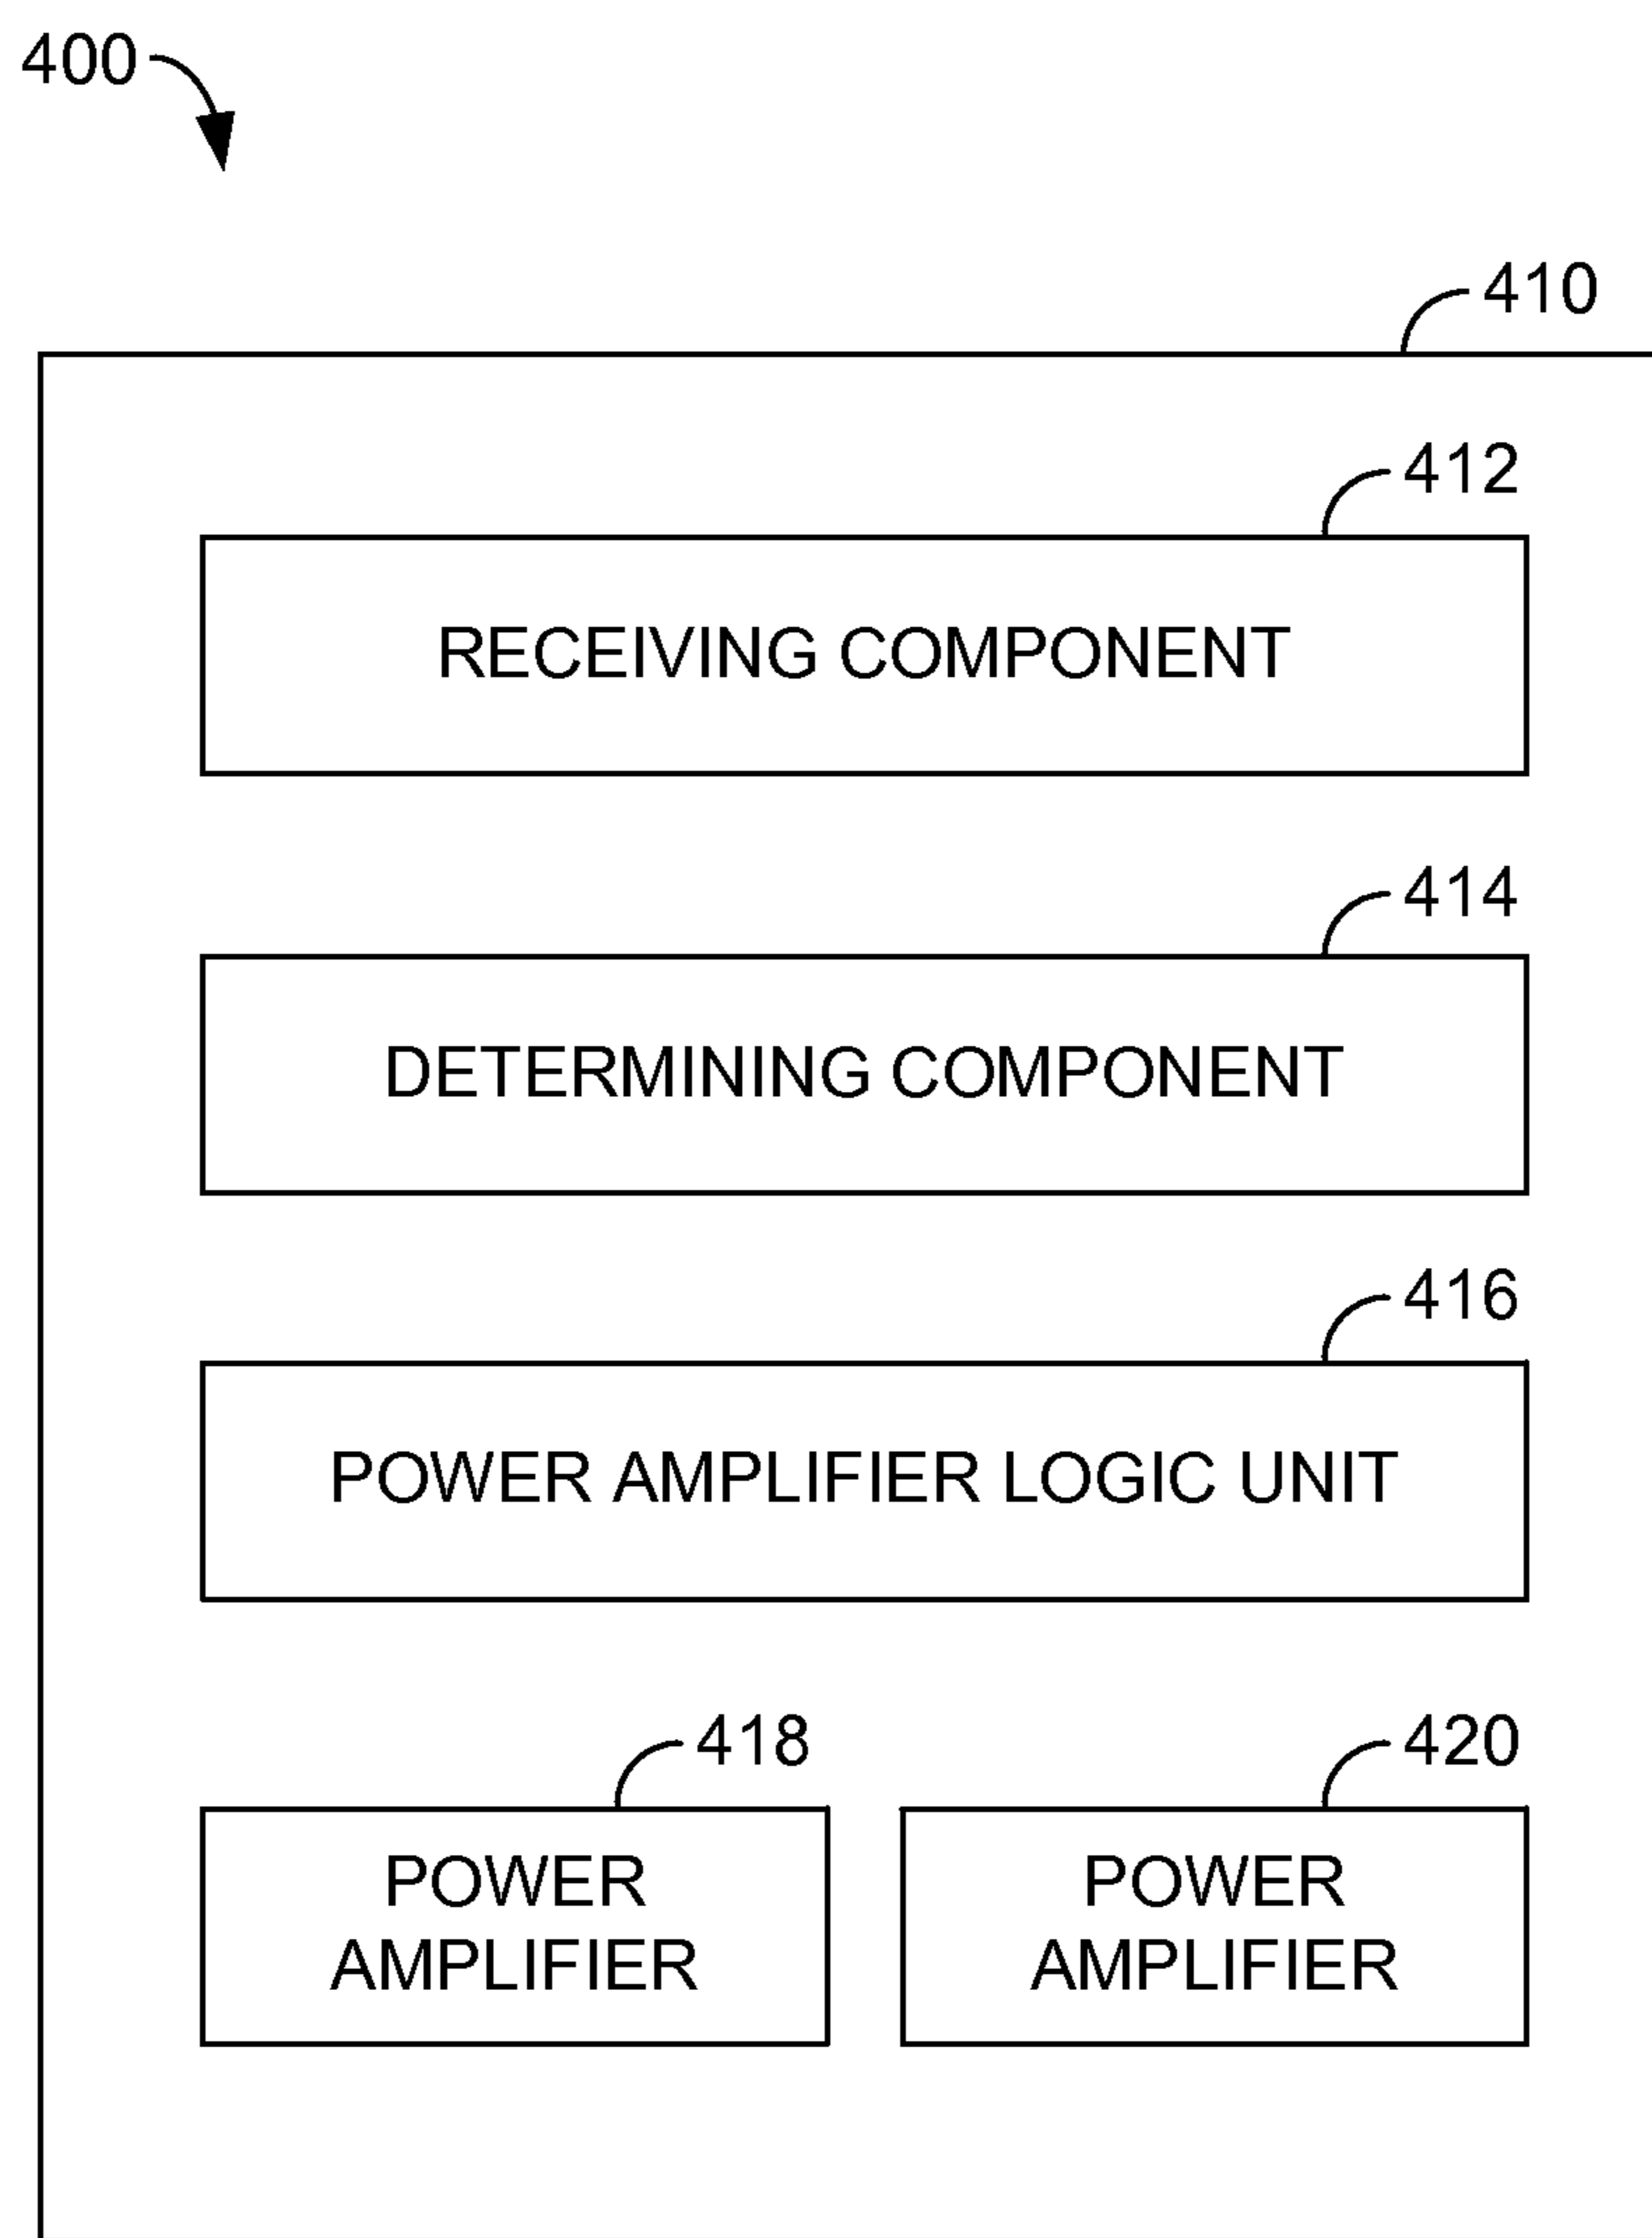 400
410
412
RECEIVING COMPONENT
414
DETERMINING COMPONENT
416
POWER AMPLIFIER LOGIC UNIT
418
420
POWER
AMPLIFIER
POWER
AMPLIFIER